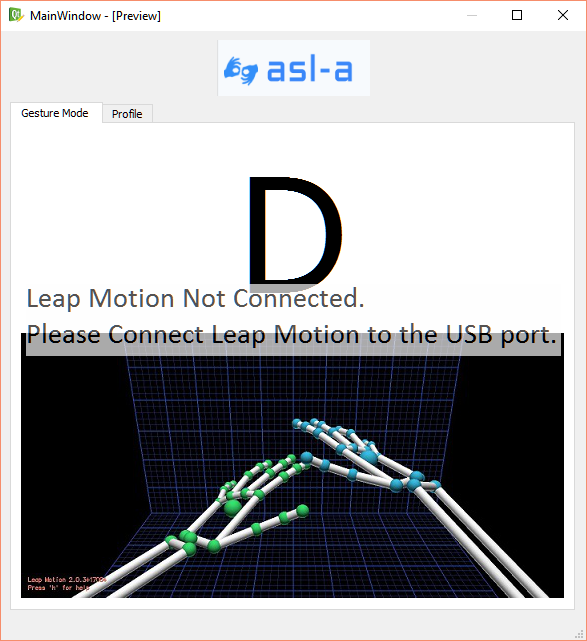 MainWindow - [Preview]
asl-a
Gesture Mode Profile
D
Leap Motion Not Connected.
Please Connect Leap Motion to the USB port.
Leap Motion 2.0.3+1709
Press 'h' for help